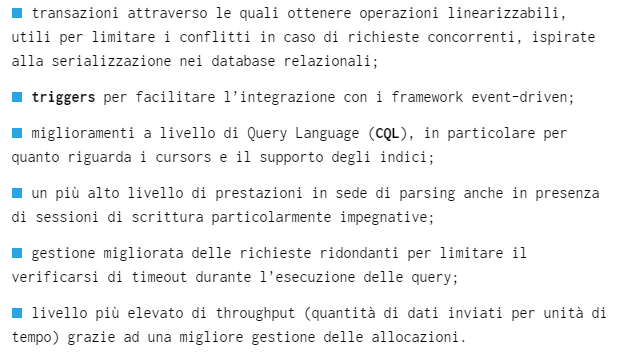 transazioni attraverso le quali ottenere operazioni linearizzabili,
utili per limitare i conflitti in caso di richieste concorrenti, ispirate
alla serializzazione nei database relazionali;
triggers per facilitare l'integrazione con i framework event-driven;
miglioramenti a livello di Query Language (CQL), in particolare per
quanto riguarda i cursors e il supporto degli indici;
un più alto livello di prestazioni in sede di parsing anche in presenza
di sessioni di scrittura particolarmente impegnative;
gestione migliorata delle richieste ridondanti per limitare il
verificarsi di timeout durante l'esecuzione delle query;
livello più elevato di throughput (quantità di dati inviati per unità di
tempo) grazie ad una migliore gestione delle allocazioni.